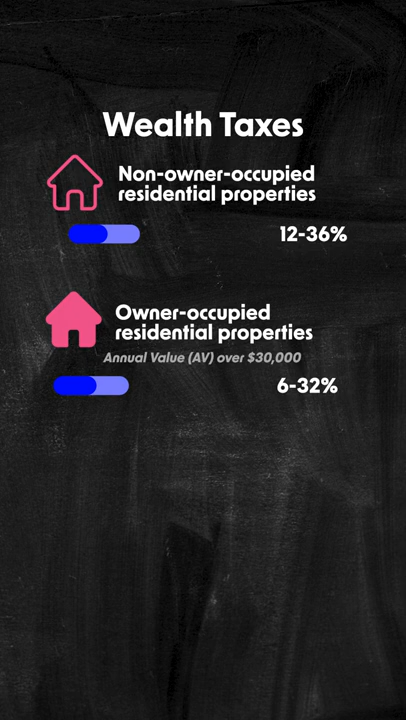 Wealth Taxes
Non-owner-occupied
residential properties
12-36%
Owner-occupied
residential properties
Annual Value (AV) over $30,000
6-32%